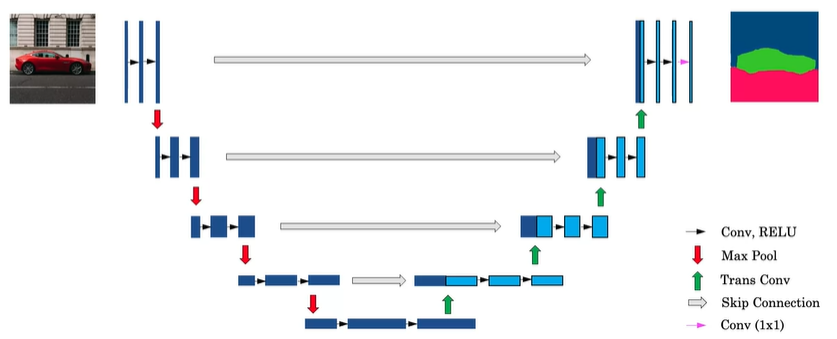 Conv, RELU
Max Pool
Trans Conv
Skip Connection
Conv (1x1)